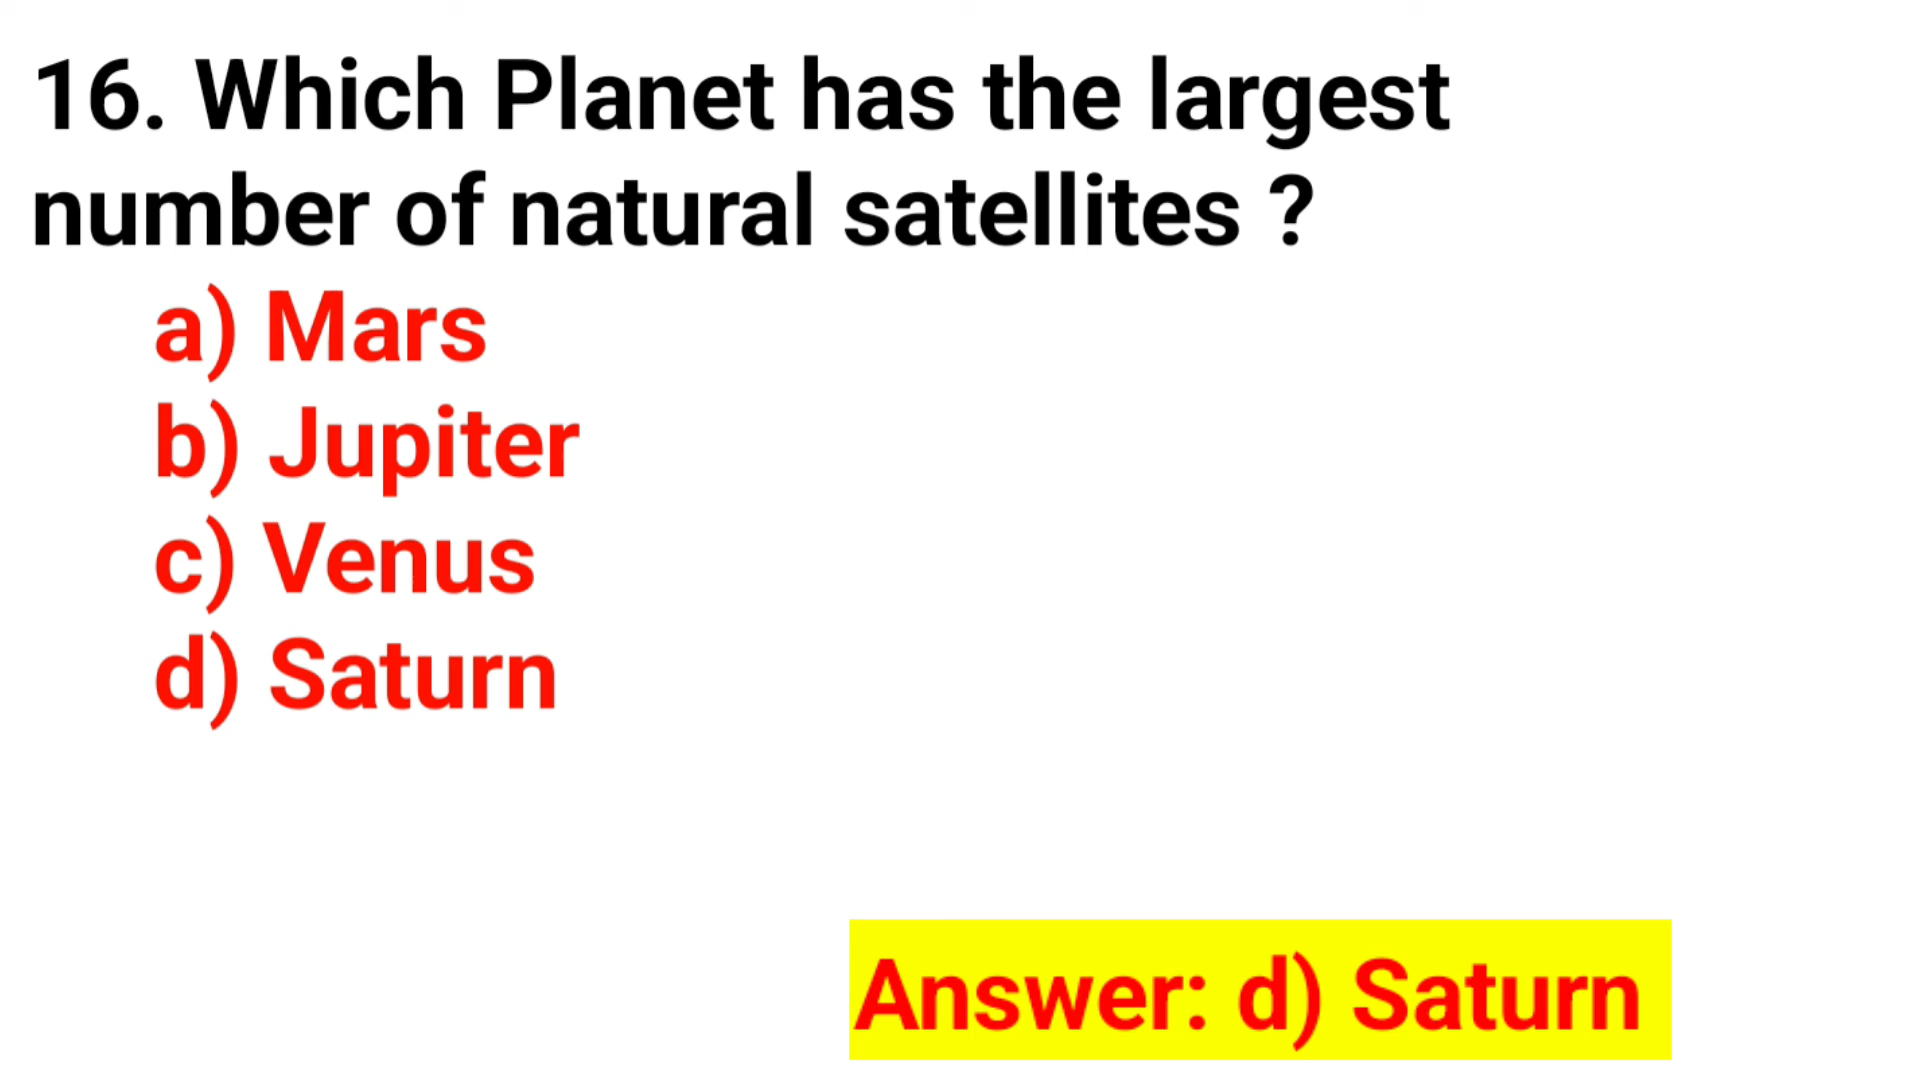 16. Which Planet has the largest
number of natural satellites ?
a) Mars
b) Jupiter
c) Venus
d) Saturn
Answer: d) Saturn